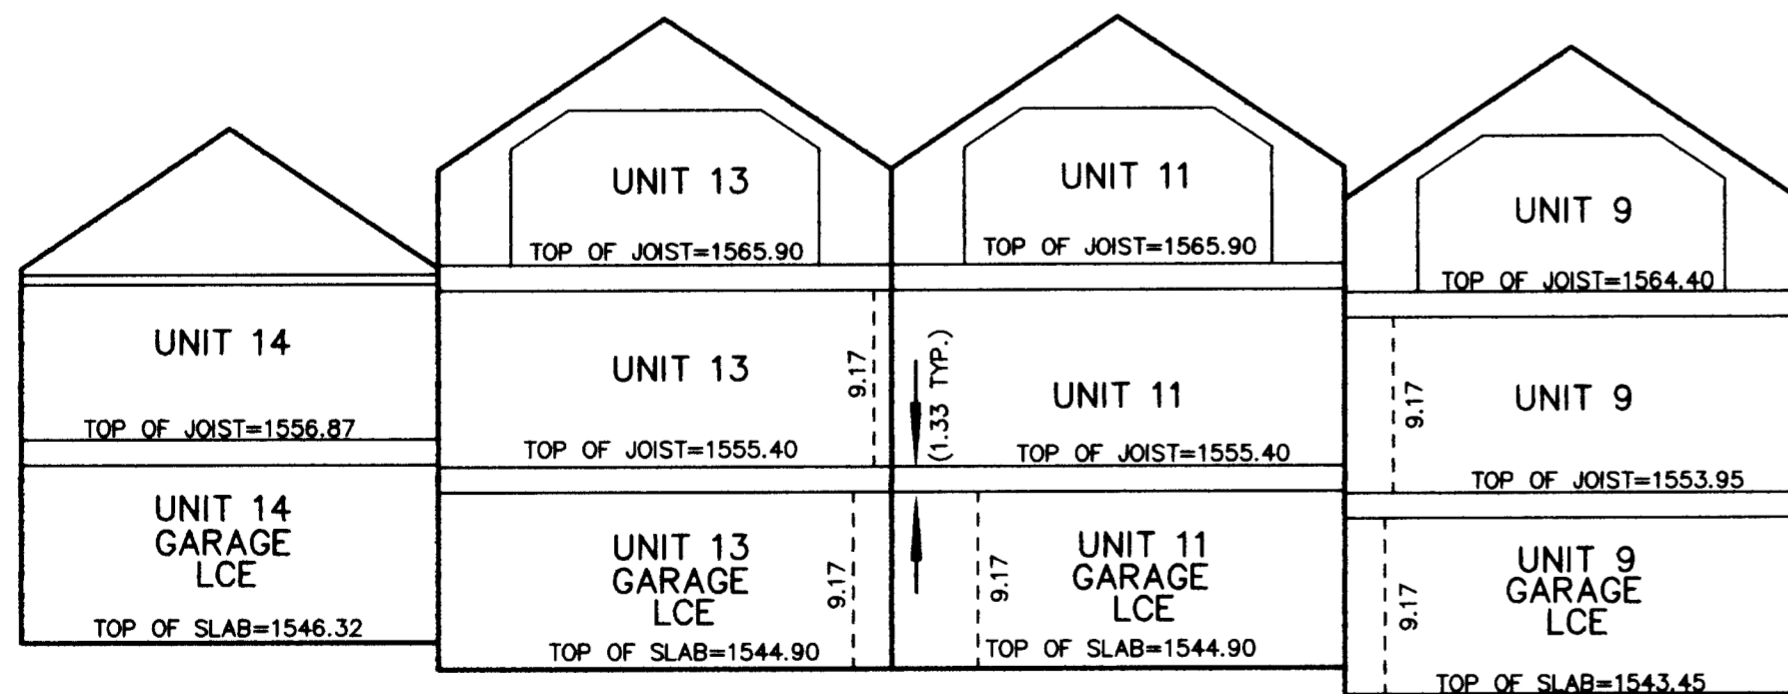 UNIT 13
TOP OF JOIST=1565.90
UNIT 11
TOP OF JOIST=1565.90
UNIT 9
TOP OF JOIST=1564.40
UNIT 14
TOP OF JOIST=1556.87
UNIT 13
9.17
TOP OF JOIST=1555.40
(1.33 TYP.)
UNIT 11
TOP OF JOIST=1555.40
9.17
UNIT 9
TOP OF JOIST=1553.95
UNIT 14
GARAGE
LCE
TOP OF SLAB=1546.32
UNIT 13
GARAGE
LCE
9.17
TOP OF SLAB=1544.90
9.17
UNIT 11
GARAGE
LCE
TOP OF SLAB=1544.90
9.17
UNIT 9
GARAGE
LCE
TOP OF SLAB=1543.45